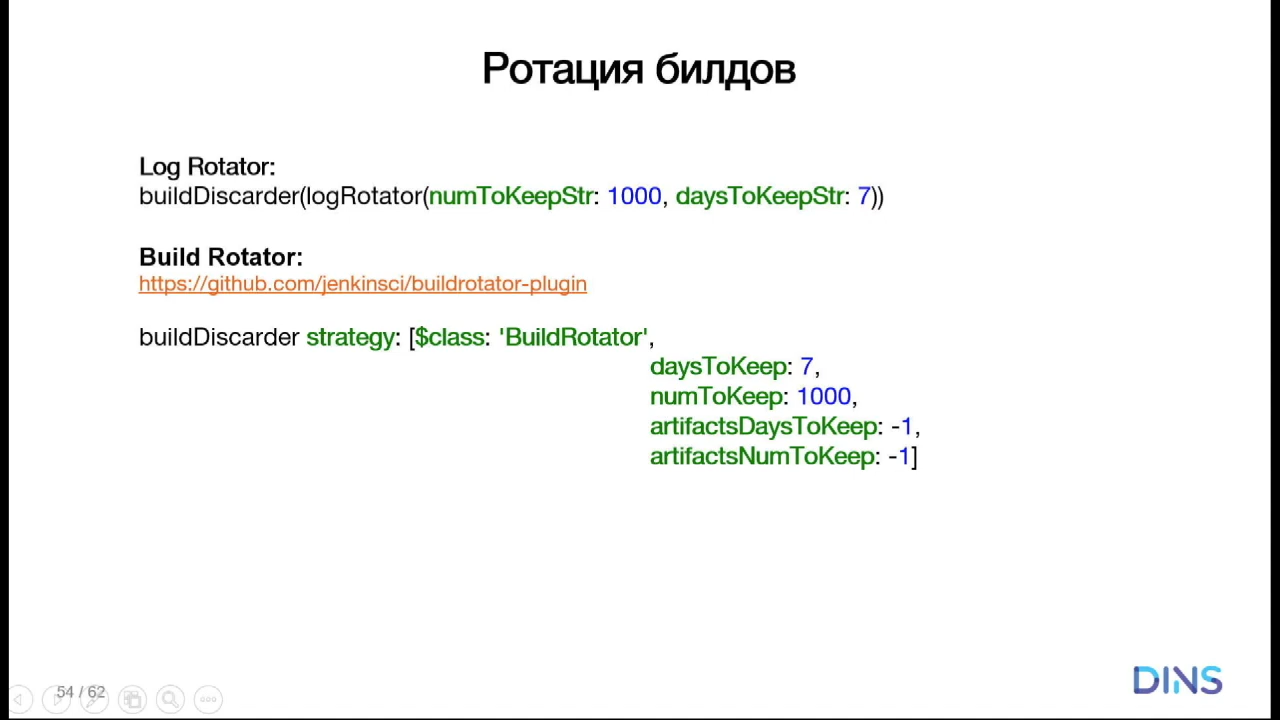 Ротация билдов
Log Rotator:
buildDiscarder(logRotator(numToKeepStr: 1000, daysToKeepStr: 7))
Build Rotator:
https://github.com/jenkinsci/buildrotator-plugin
buildDiscarder strategy: [$class: 'BuildRotator',
daysToKeep: 7,
numToKeep: 1000,
artifactsDaysToKeep: -1,
artifactsNumToKeep: -1]
54 / 62
DINS